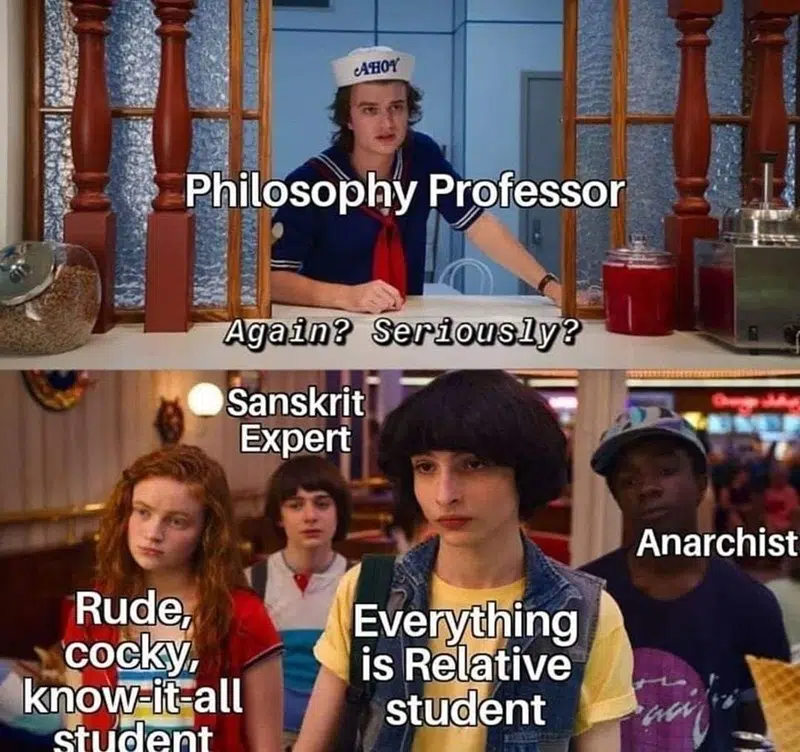 AHOY
Philosophy Professor
Again? Seriously?
Sanskrit
Expert
Anarchist
Rude,
cocky,
know-it-all
student
Everything
is Relative
student